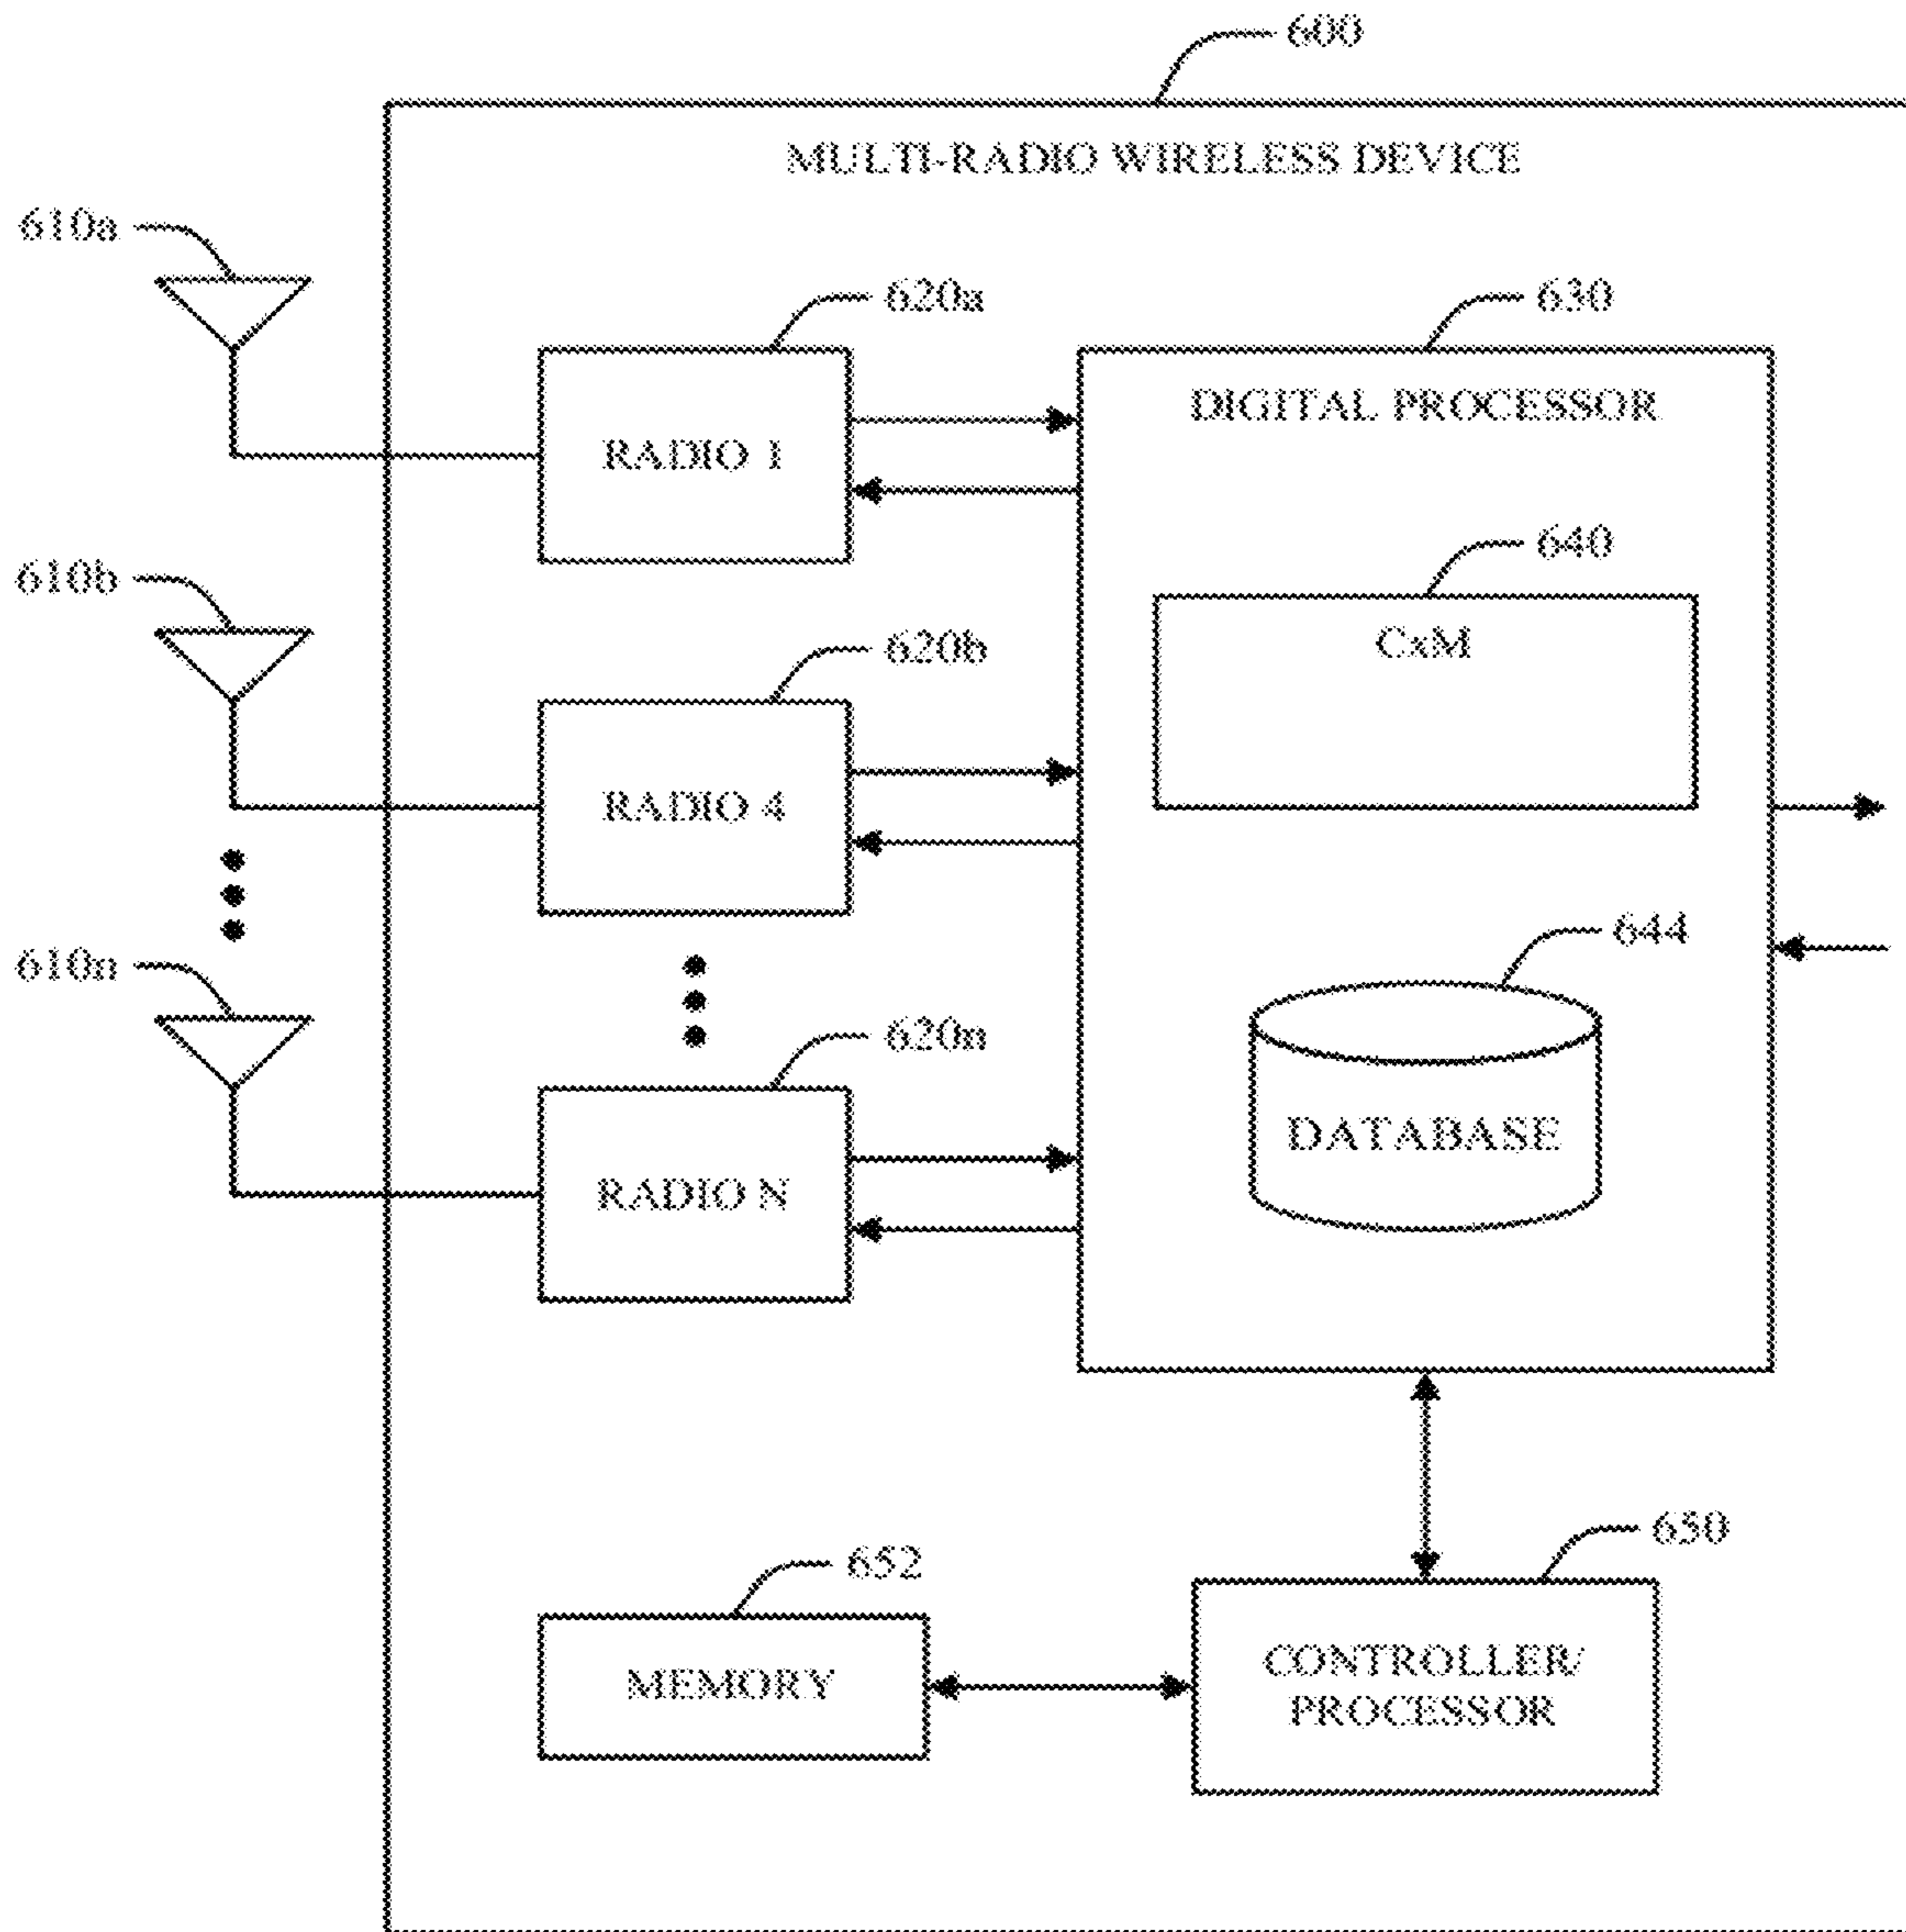 600
MULTI-RADIO WIRELESS DEVICE
610a
620a
630
DIGITAL PROCESSOR
RADIO 1
640
610b
CxM
620b
RADIO 4
644
610n
620n
DATABASE
RADIO N
650
652
CONTROLLER/
PROCESSOR
MEMORY